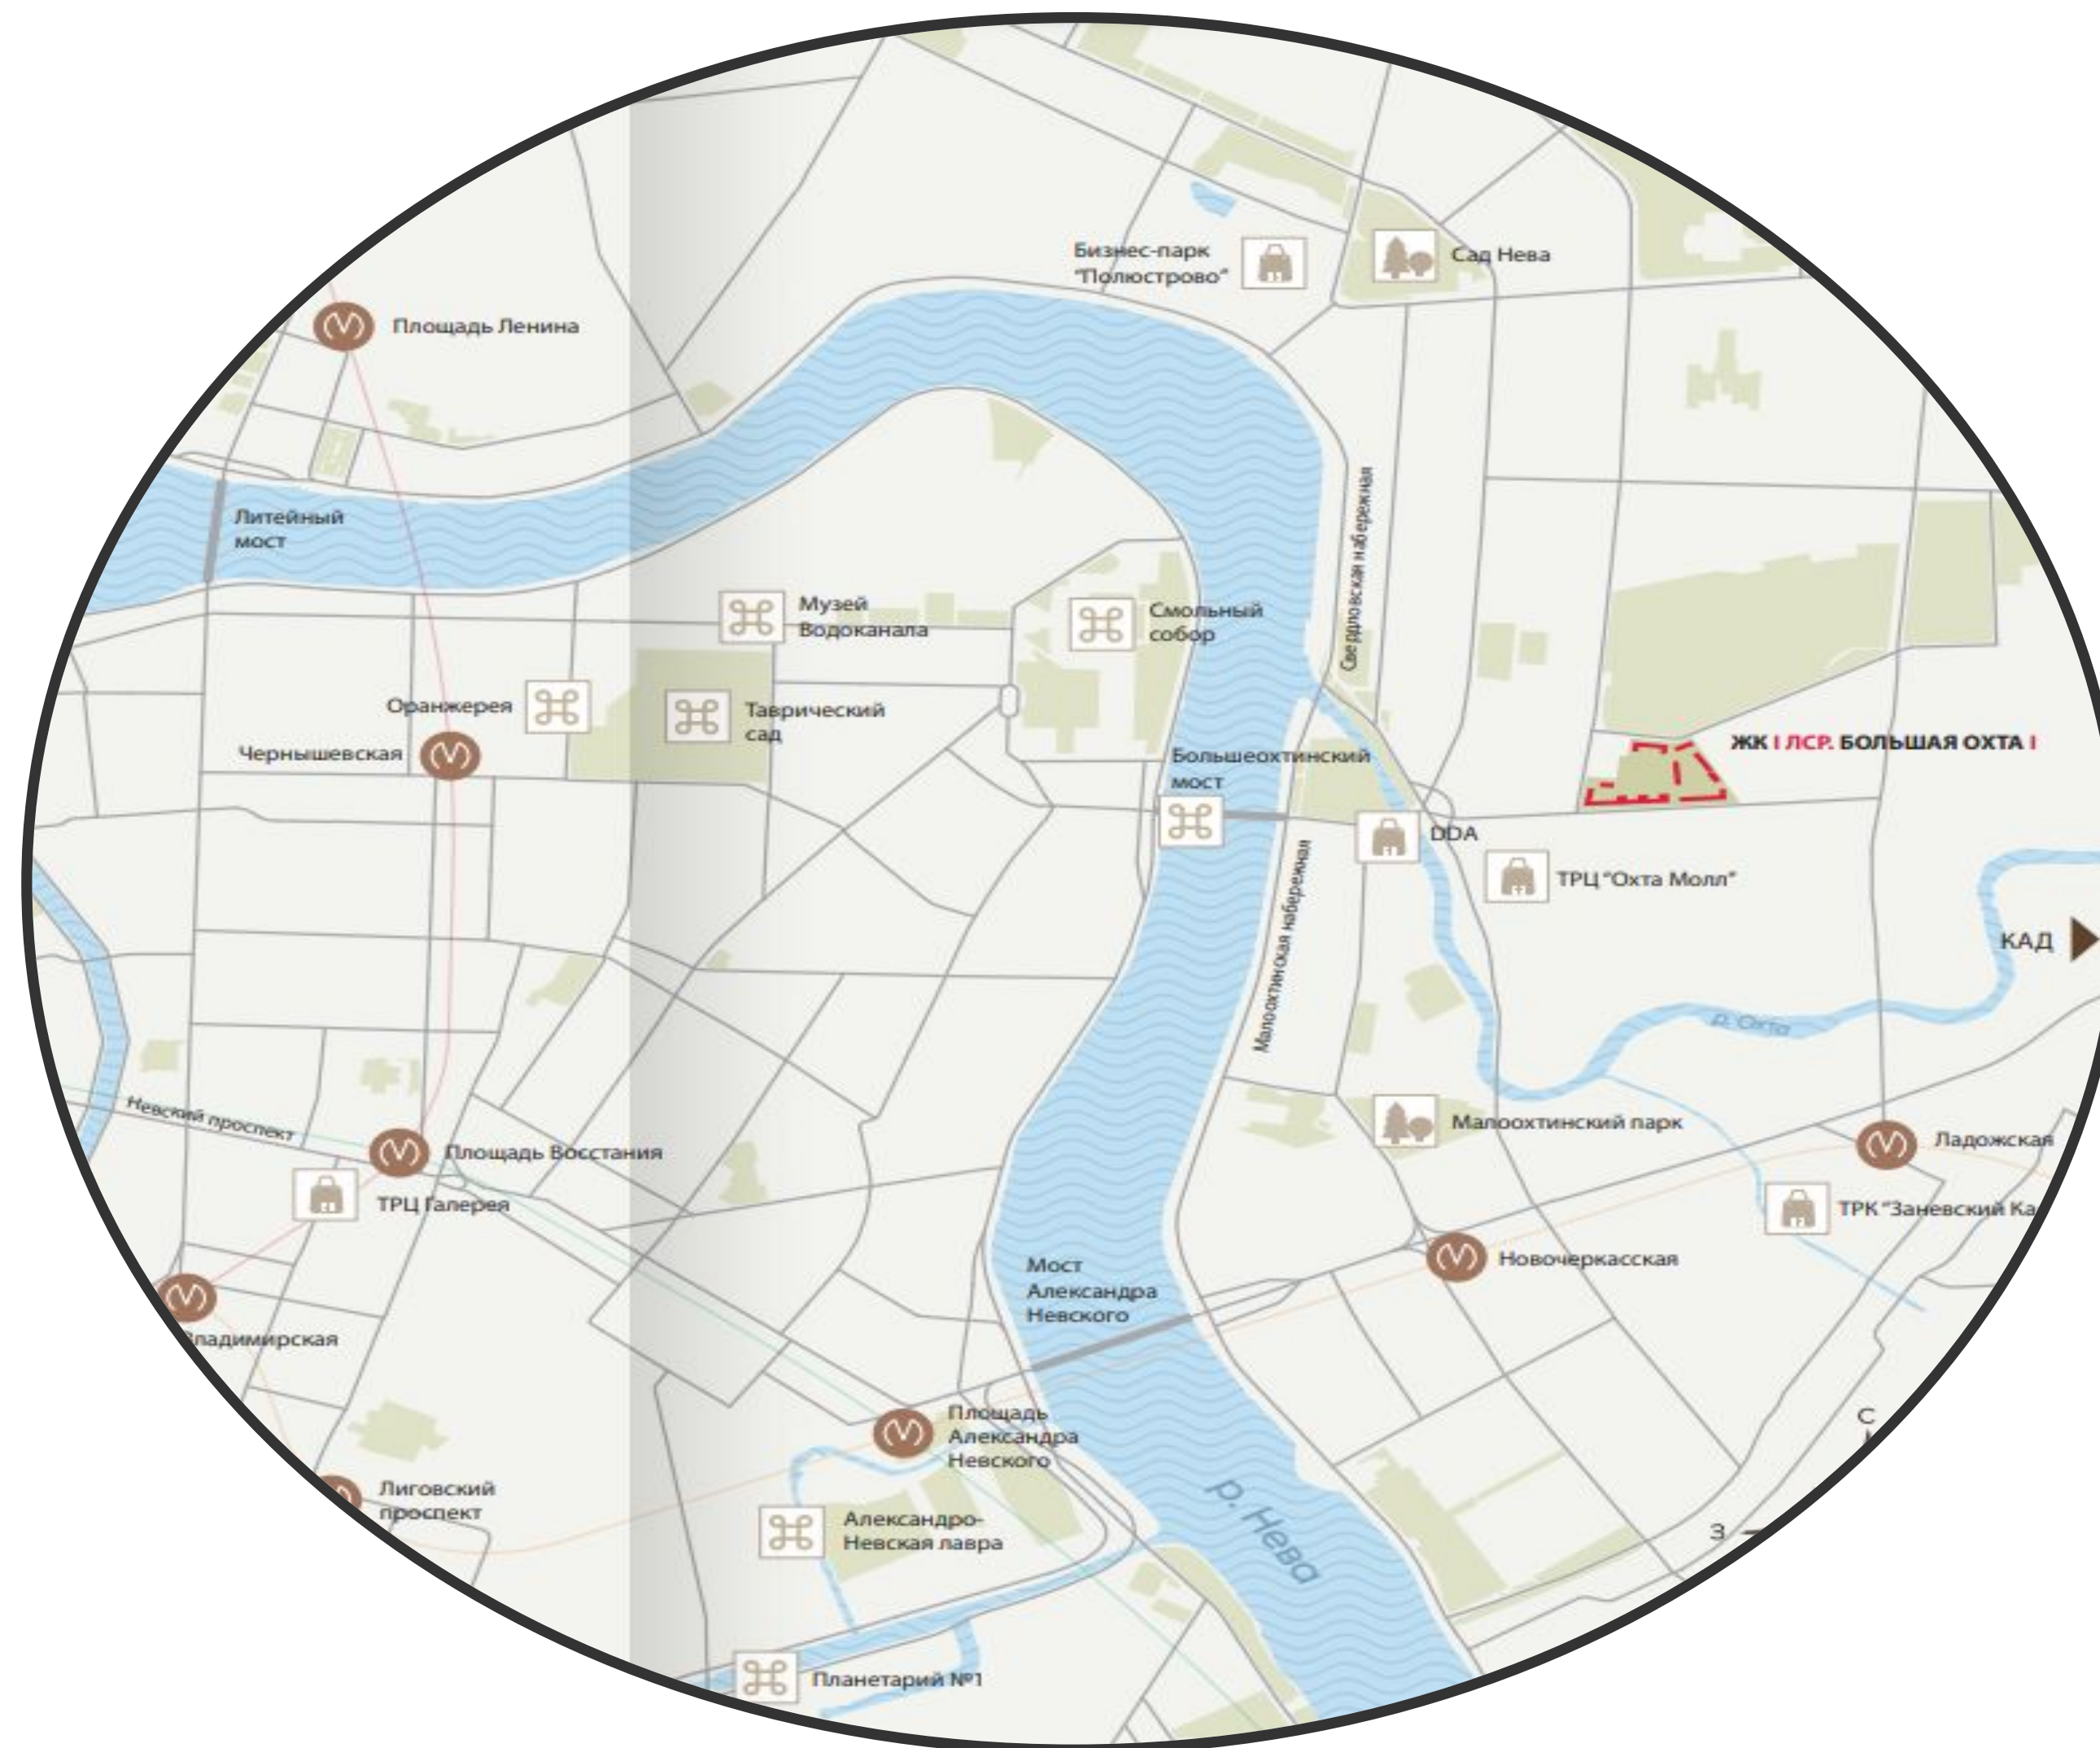 Бизнес-парк
"Полюстрово"
Сад Нева
Площадь Ленина
Литейный
мост
Свердловская набережная
Музей
Водоканала
Смольный
собор
Оранжерея
Таврический
сад
Чернышевская
ЖК | ЛСР. БОЛЬШАЯ ОХТА |
Большеохтинский
мост
DDA
ТРЦ "Охта Молл"
Малоохтинская набережная
КАД
р. Охта
Невский проспект
Малоохтинский парк
Ладожская
Площадь Восстания
ТРЦ Галерея
ТРК "Заневский Ка
Новочеркасская
Мост
Александра
Невского
Владимирская
Площадь
Александра
Невского
С
Лиговский
проспект
р. Нева
Александро-
Невская лавра
З
Планетарий №1